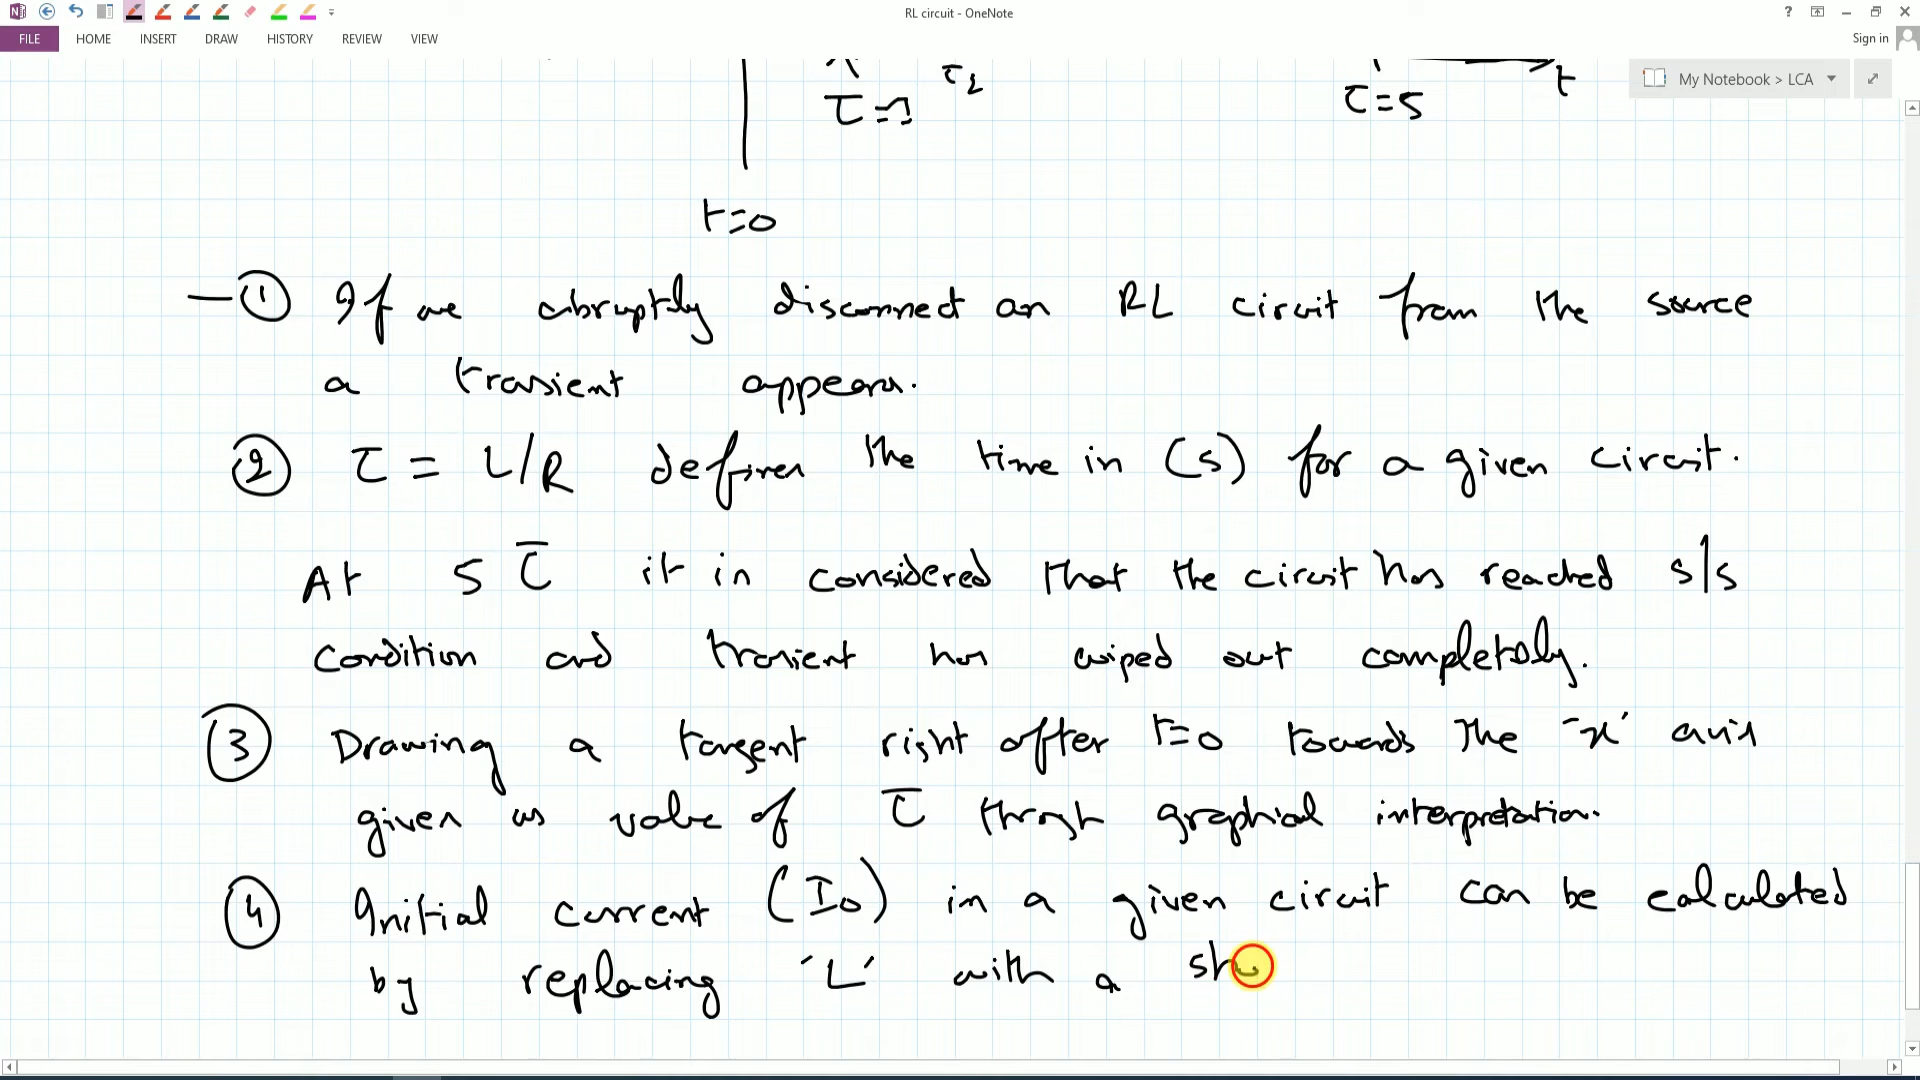 RL circuit - OneNote
FILE HOME INSERT DRAW HISTORY REVIEW VIEW
Sign in
My Notebook > LCA
τ2
τ=1
τ=5
t
t=0
① If we abruptly disconnect an RL circuit from the source
a trasient appears.
② τ = L/R defines the time in (s) for a given circuit.
At 5 τ it is considered that the circuit has reached s/s
condition and trasient has wiped out completely.
③ Drawing a tangent right after t=0 towards the 'x' axis
given us value of τ through graphical interpretation.
④ Initial current (I0) in a given circuit can be calculated
by replacing 'L' with a